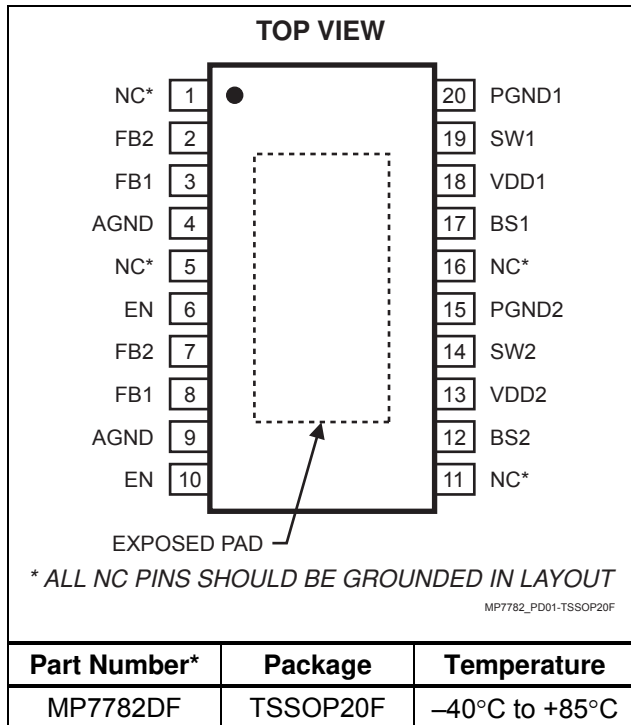 TOP VIEW
NC* 1 20 PGND1
FB2 2 19 SW1
FB1 3 18 VDD1
AGND 4 17 BS1
NC* 5 16 NC*
EN 6 15 PGND2
FB2 7 14 SW2
FB1 8 13 VDD2
AGND 9 12 BS2
EN 10 11 NC*
EXPOSED PAD
* ALL NC PINS SHOULD BE GROUNDED IN LAYOUT
MP7782_PD01-TSSOP20F
Part Number* Package Temperature
MP7782DF TSSOP20F –40°C to +85°C